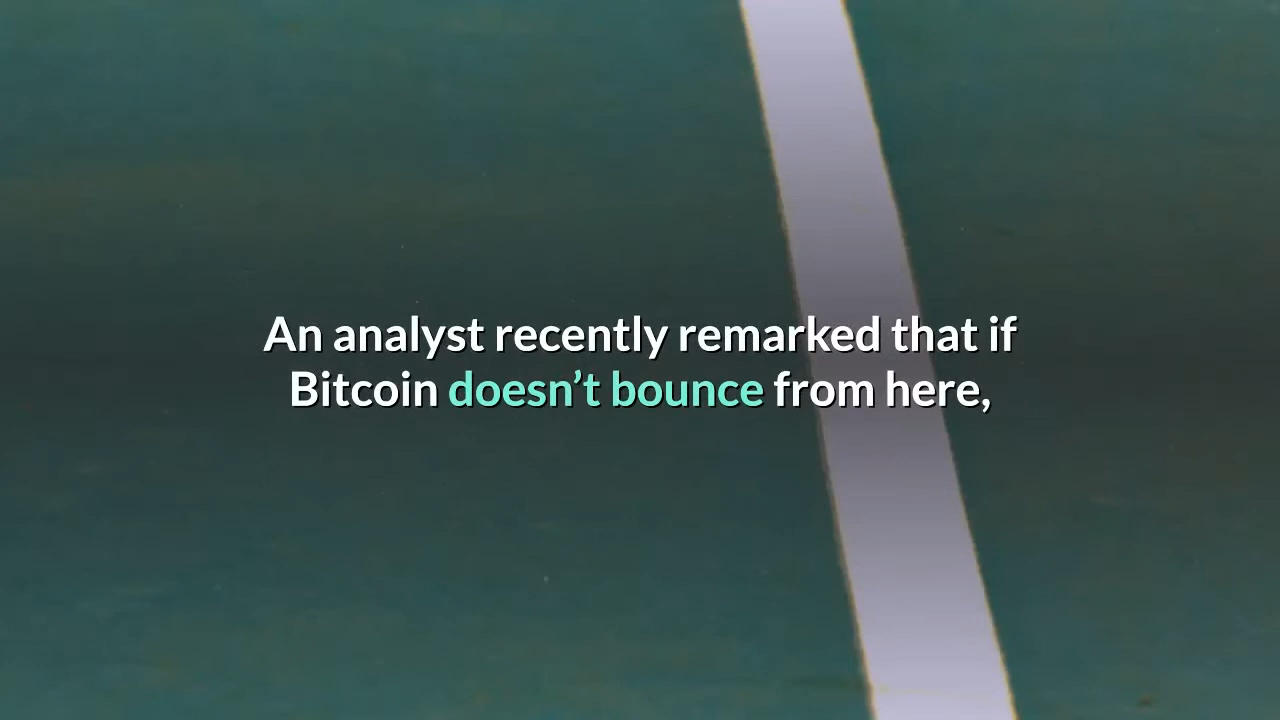 An analyst recently remarked that if
Bitcoin doesn’t bounce from here,